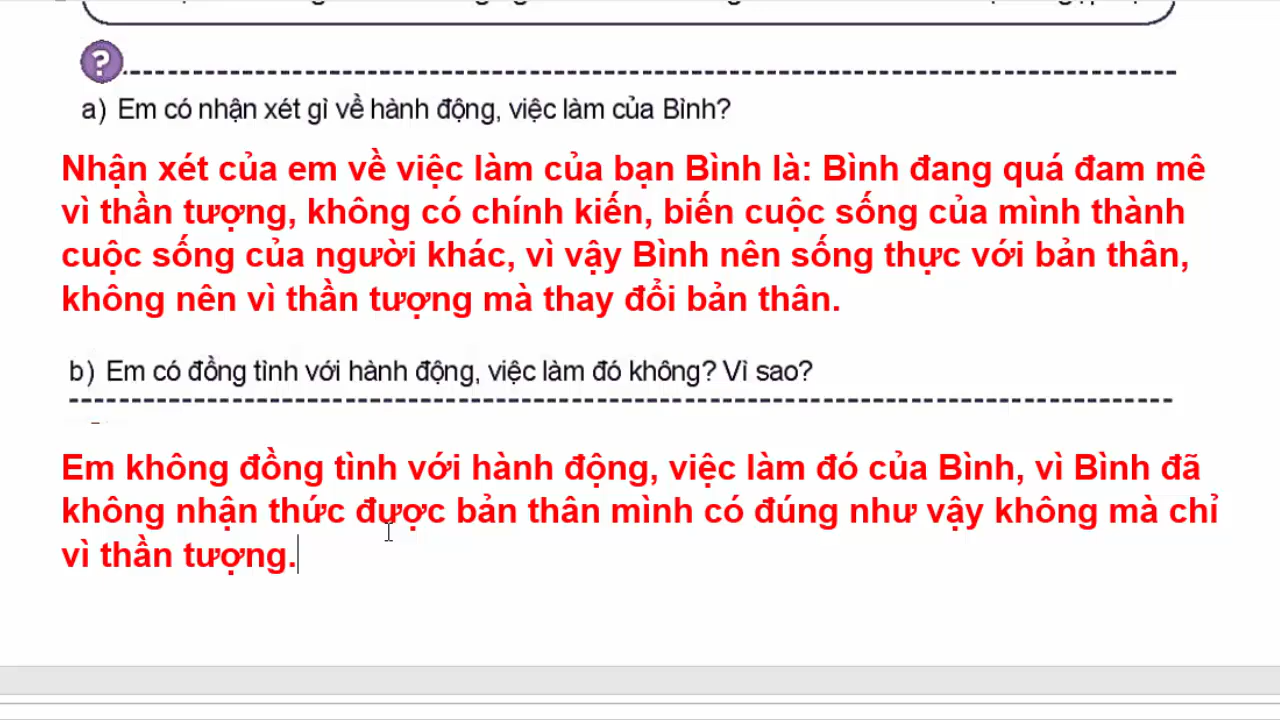 ?
a) Em có nhận xét gì về hành động, việc làm của Bình?
Nhận xét của em về việc làm của bạn Bình là: Bình đang quá đam mê
vì thần tượng, không có chính kiến, biến cuộc sống của mình thành
cuộc sống của người khác, vì vậy Bình nên sống thực với bản thân,
không nên vì thần tượng mà thay đổi bản thân.
b) Em có đồng tình với hành động, việc làm đó không? Vì sao?
Em không đồng tình với hành động, việc làm đó của Bình, vì Bình đã
không nhận thức được bản thân mình có đúng như vậy không mà chỉ
vì thần tượng.